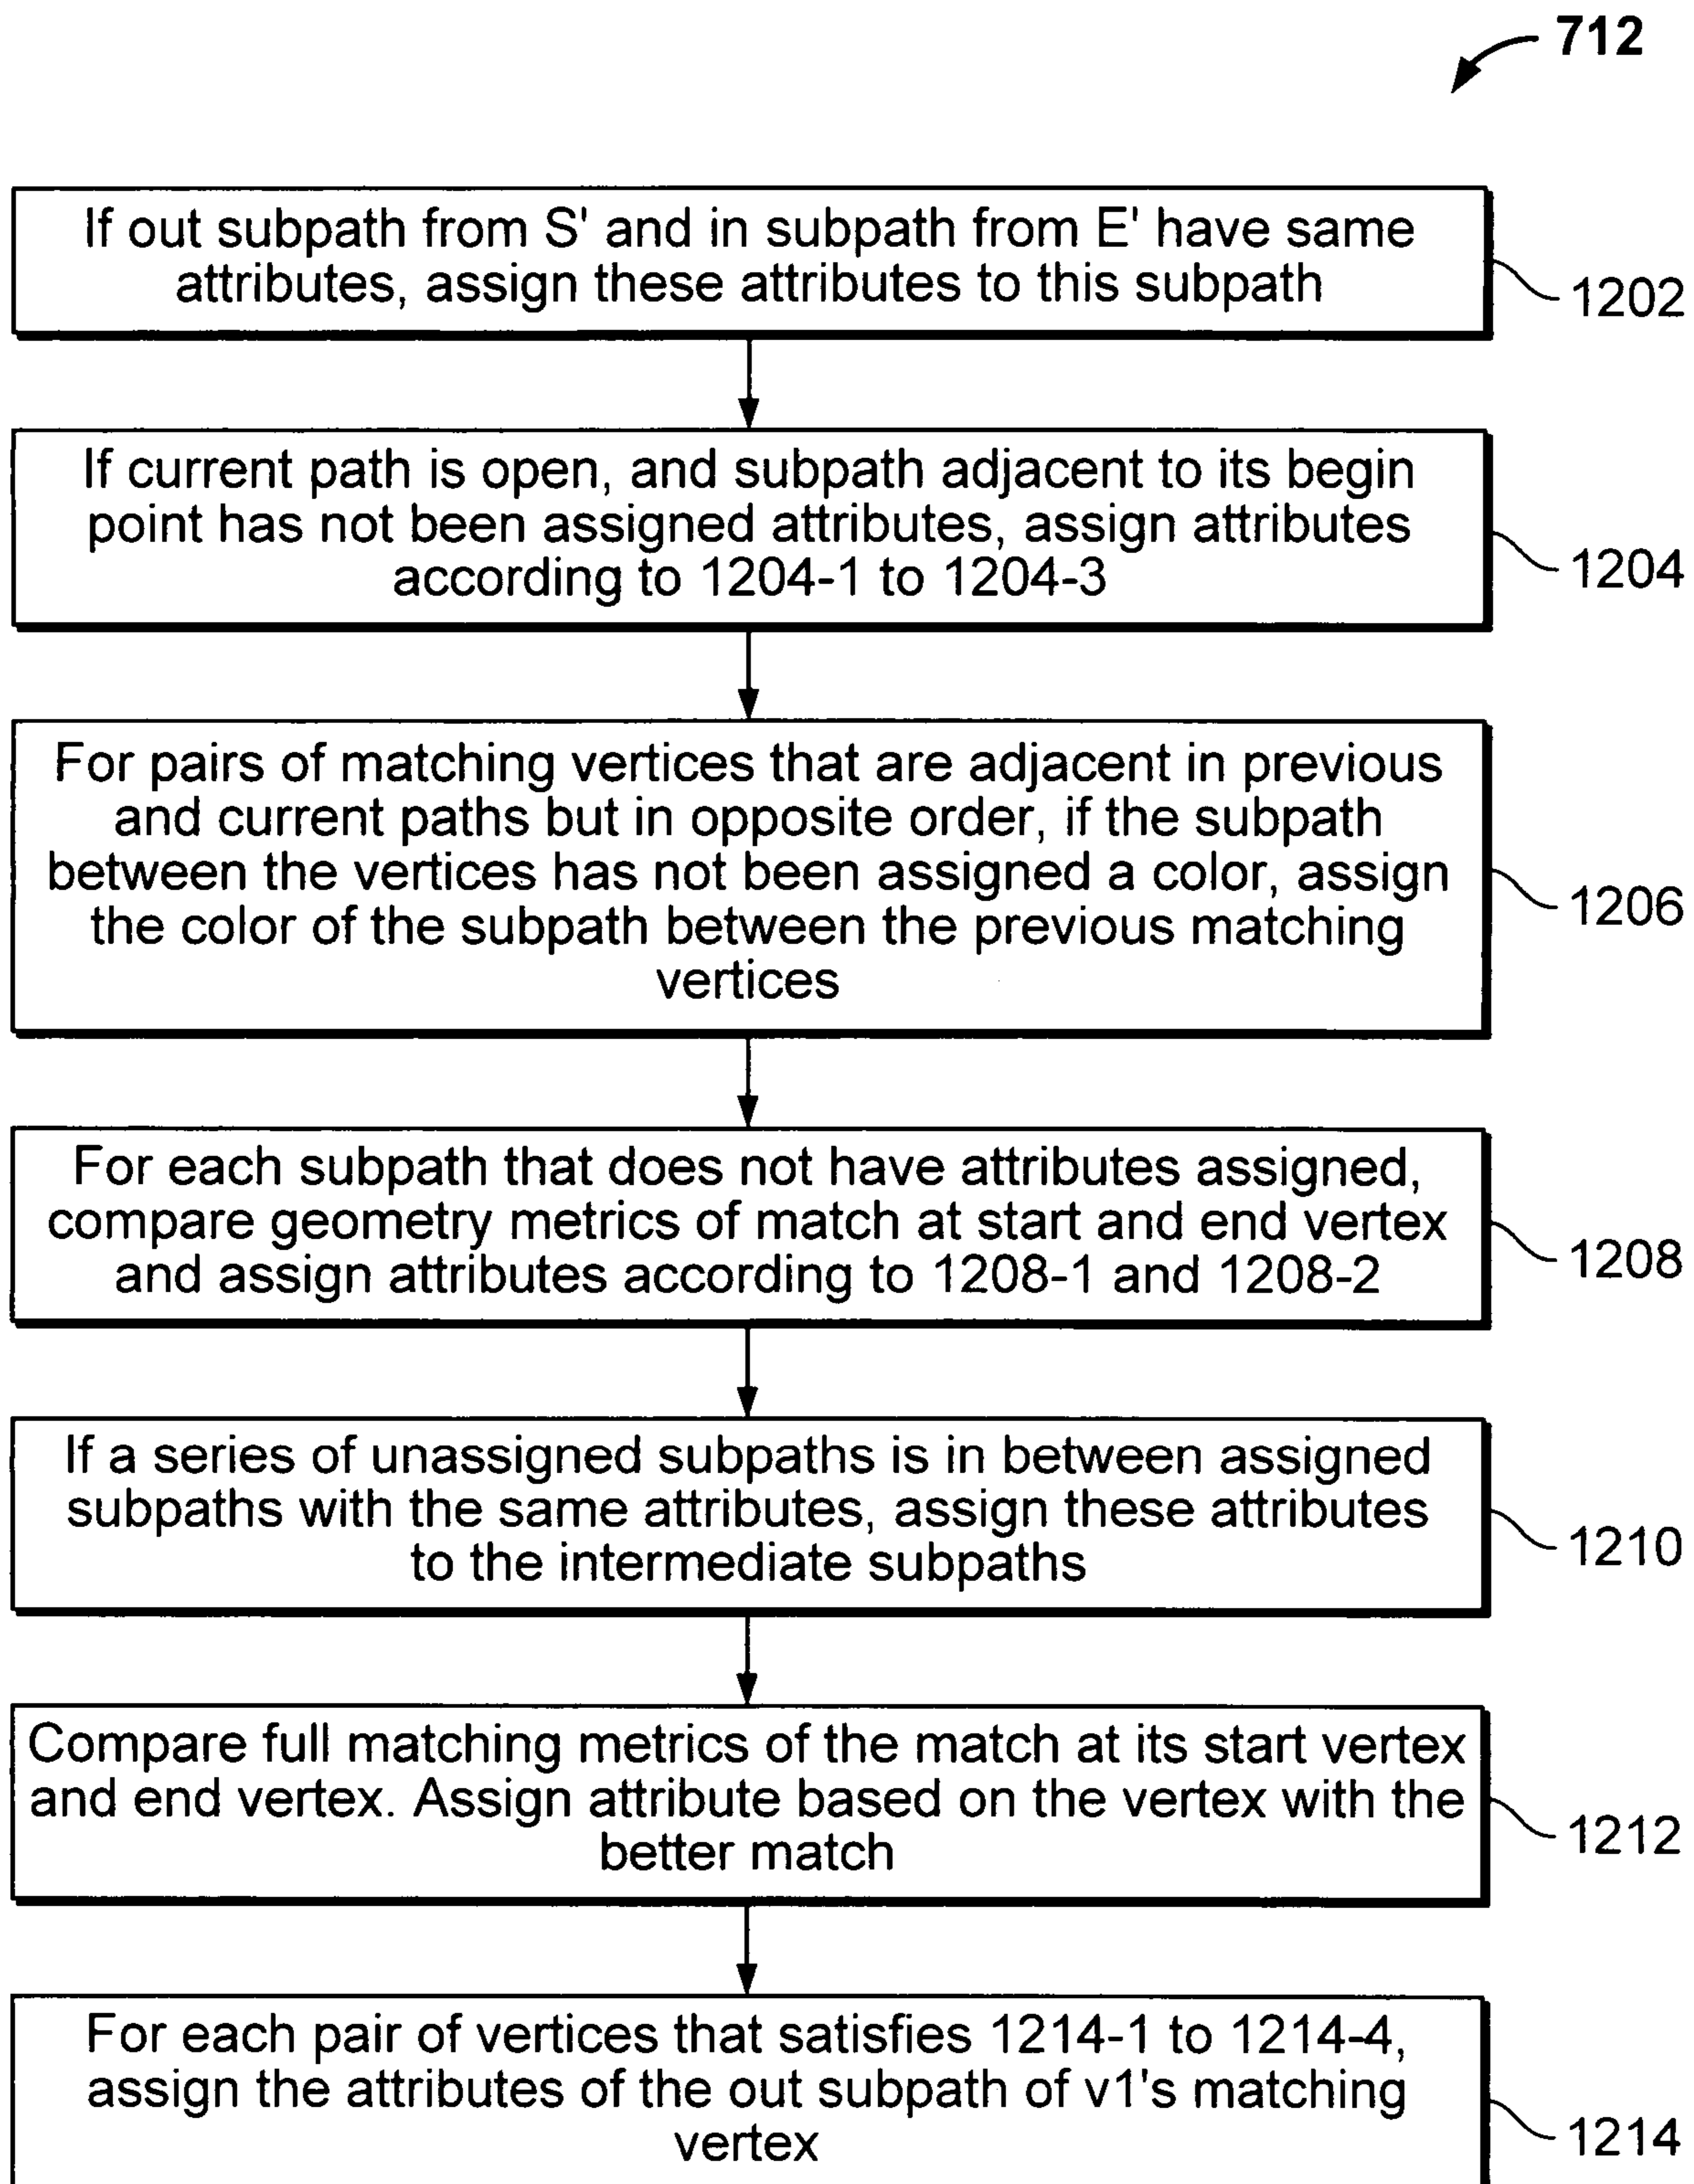 712
If out subpath from S' and in subpath from E' have same
attributes, assign these attributes to this subpath
1202
If current path is open, and subpath adjacent to its begin
point has not been assigned attributes, assign attributes
according to 1204-1 to 1204-3
1204
For pairs of matching vertices that are adjacent in previous
and current paths but in opposite order, if the subpath
between the vertices has not been assigned a color, assign
the color of the subpath between the previous matching
vertices
1206
For each subpath that does not have attributes assigned,
compare geometry metrics of match at start and end vertex
and assign attributes according to 1208-1 and 1208-2
1208
If a series of unassigned subpaths is in between assigned
subpaths with the same attributes, assign these attributes
to the intermediate subpaths
1210
Compare full matching metrics of the match at its start vertex
and end vertex. Assign attribute based on the vertex with the
better match
1212
For each pair of vertices that satisfies 1214-1 to 1214-4,
assign the attributes of the out subpath of v1's matching
vertex
1214